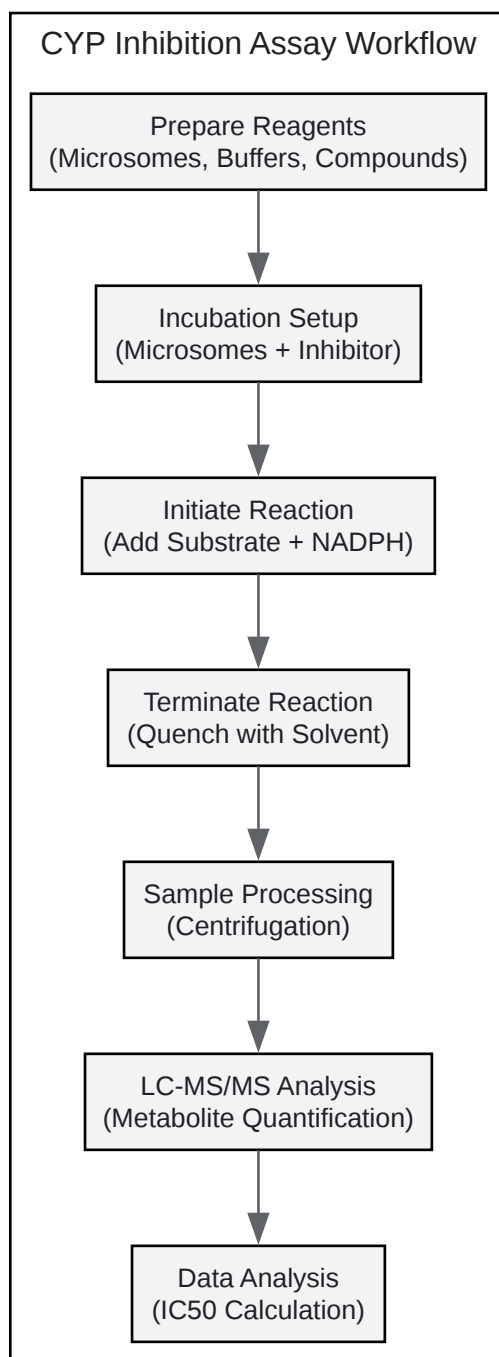 CYP Inhibition Assay Workflow
Prepare Reagents
(Microsomes, Buffers, Compounds)
Incubation Setup
(Microsomes + Inhibitor)
Initiate Reaction
(Add Substrate + NADPH)
Terminate Reaction
(Quench with Solvent)
Sample Processing
(Centrifugation)
LC-MS/MS Analysis
(Metabolite Quantification)
Data Analysis
(IC50 Calculation)